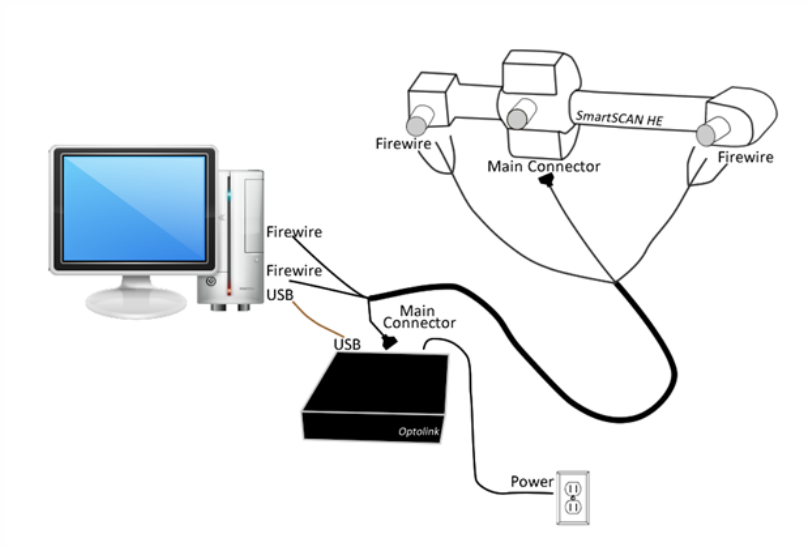 SmartSCAN HE
Firewire
Main Connector
Firewire
Firewire
Firewire
USB
Main
Connector
USB
Optolink
Power